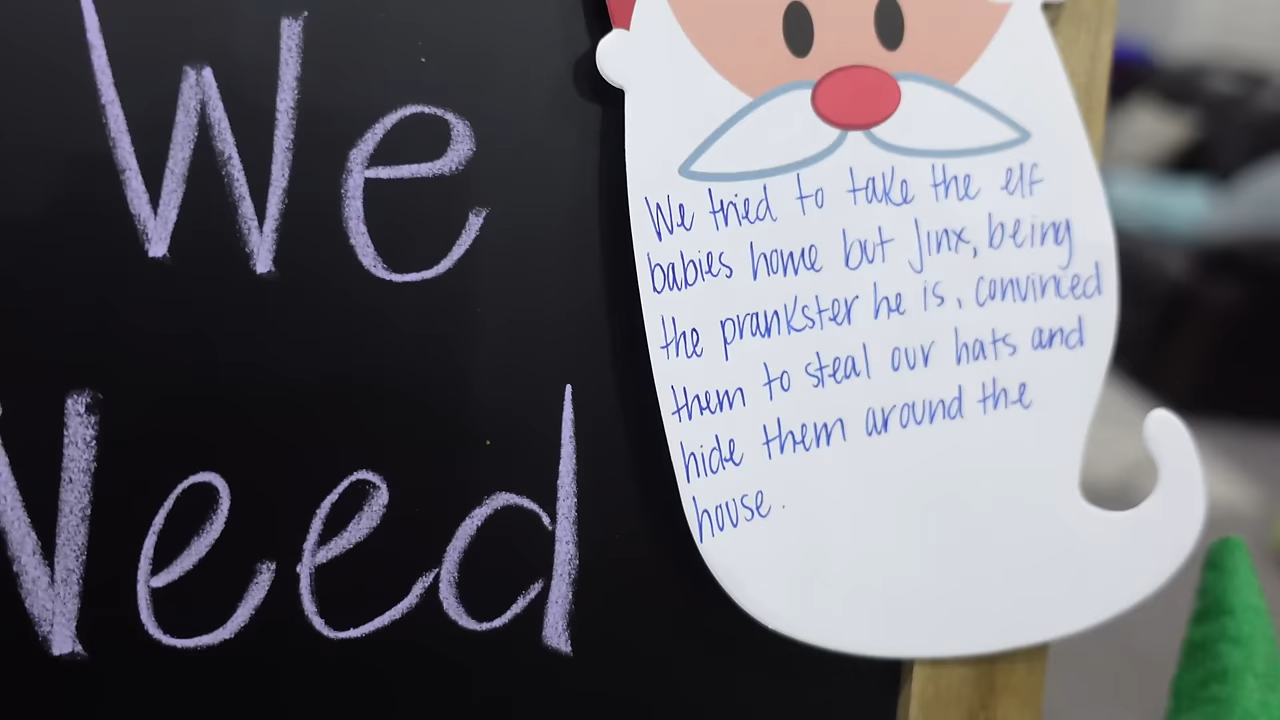 We
Need
We tried to take the elf
babies home but Jinx, being
the prankster he is, convinced
them to steal our hats and
hide them around the
house.